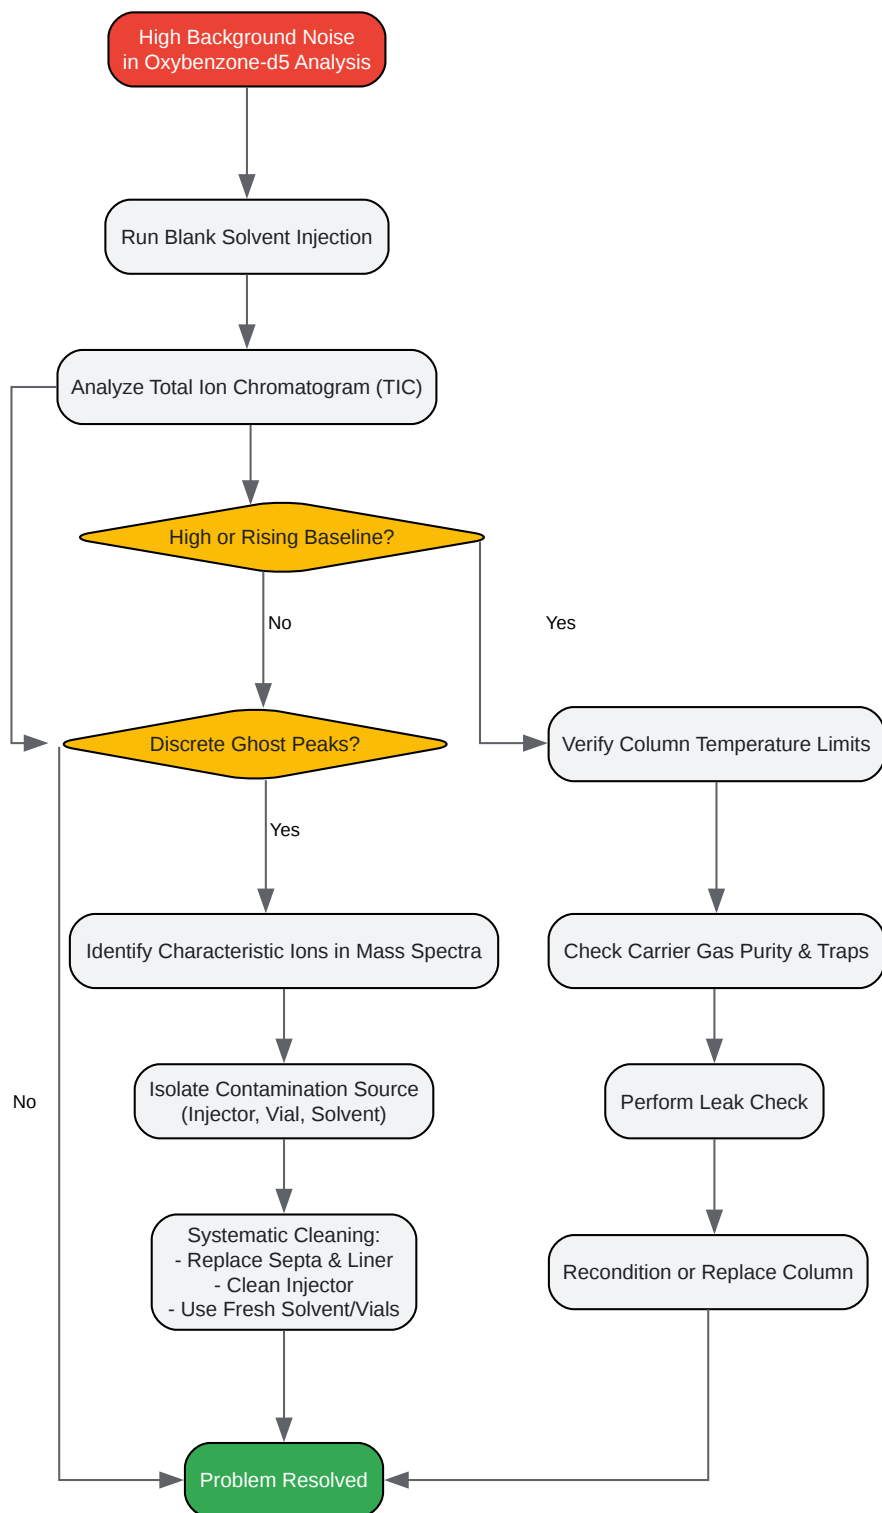 High Background Noise
in Oxybenzone-d5 Analysis
Run Blank Solvent Injection
Analyze Total Ion Chromatogram (TIC)
High or Rising Baseline?
No
Yes
Discrete Ghost Peaks?
Verify Column Temperature Limits
Yes
Identify Characteristic Ions in Mass Spectra
Check Carrier Gas Purity & Traps
No
Isolate Contamination Source
(Injector, Vial, Solvent)
Perform Leak Check
Systematic Cleaning:
- Replace Septa & Liner
- Clean Injector
- Use Fresh Solvent/Vials
Recondition or Replace Column
Problem Resolved